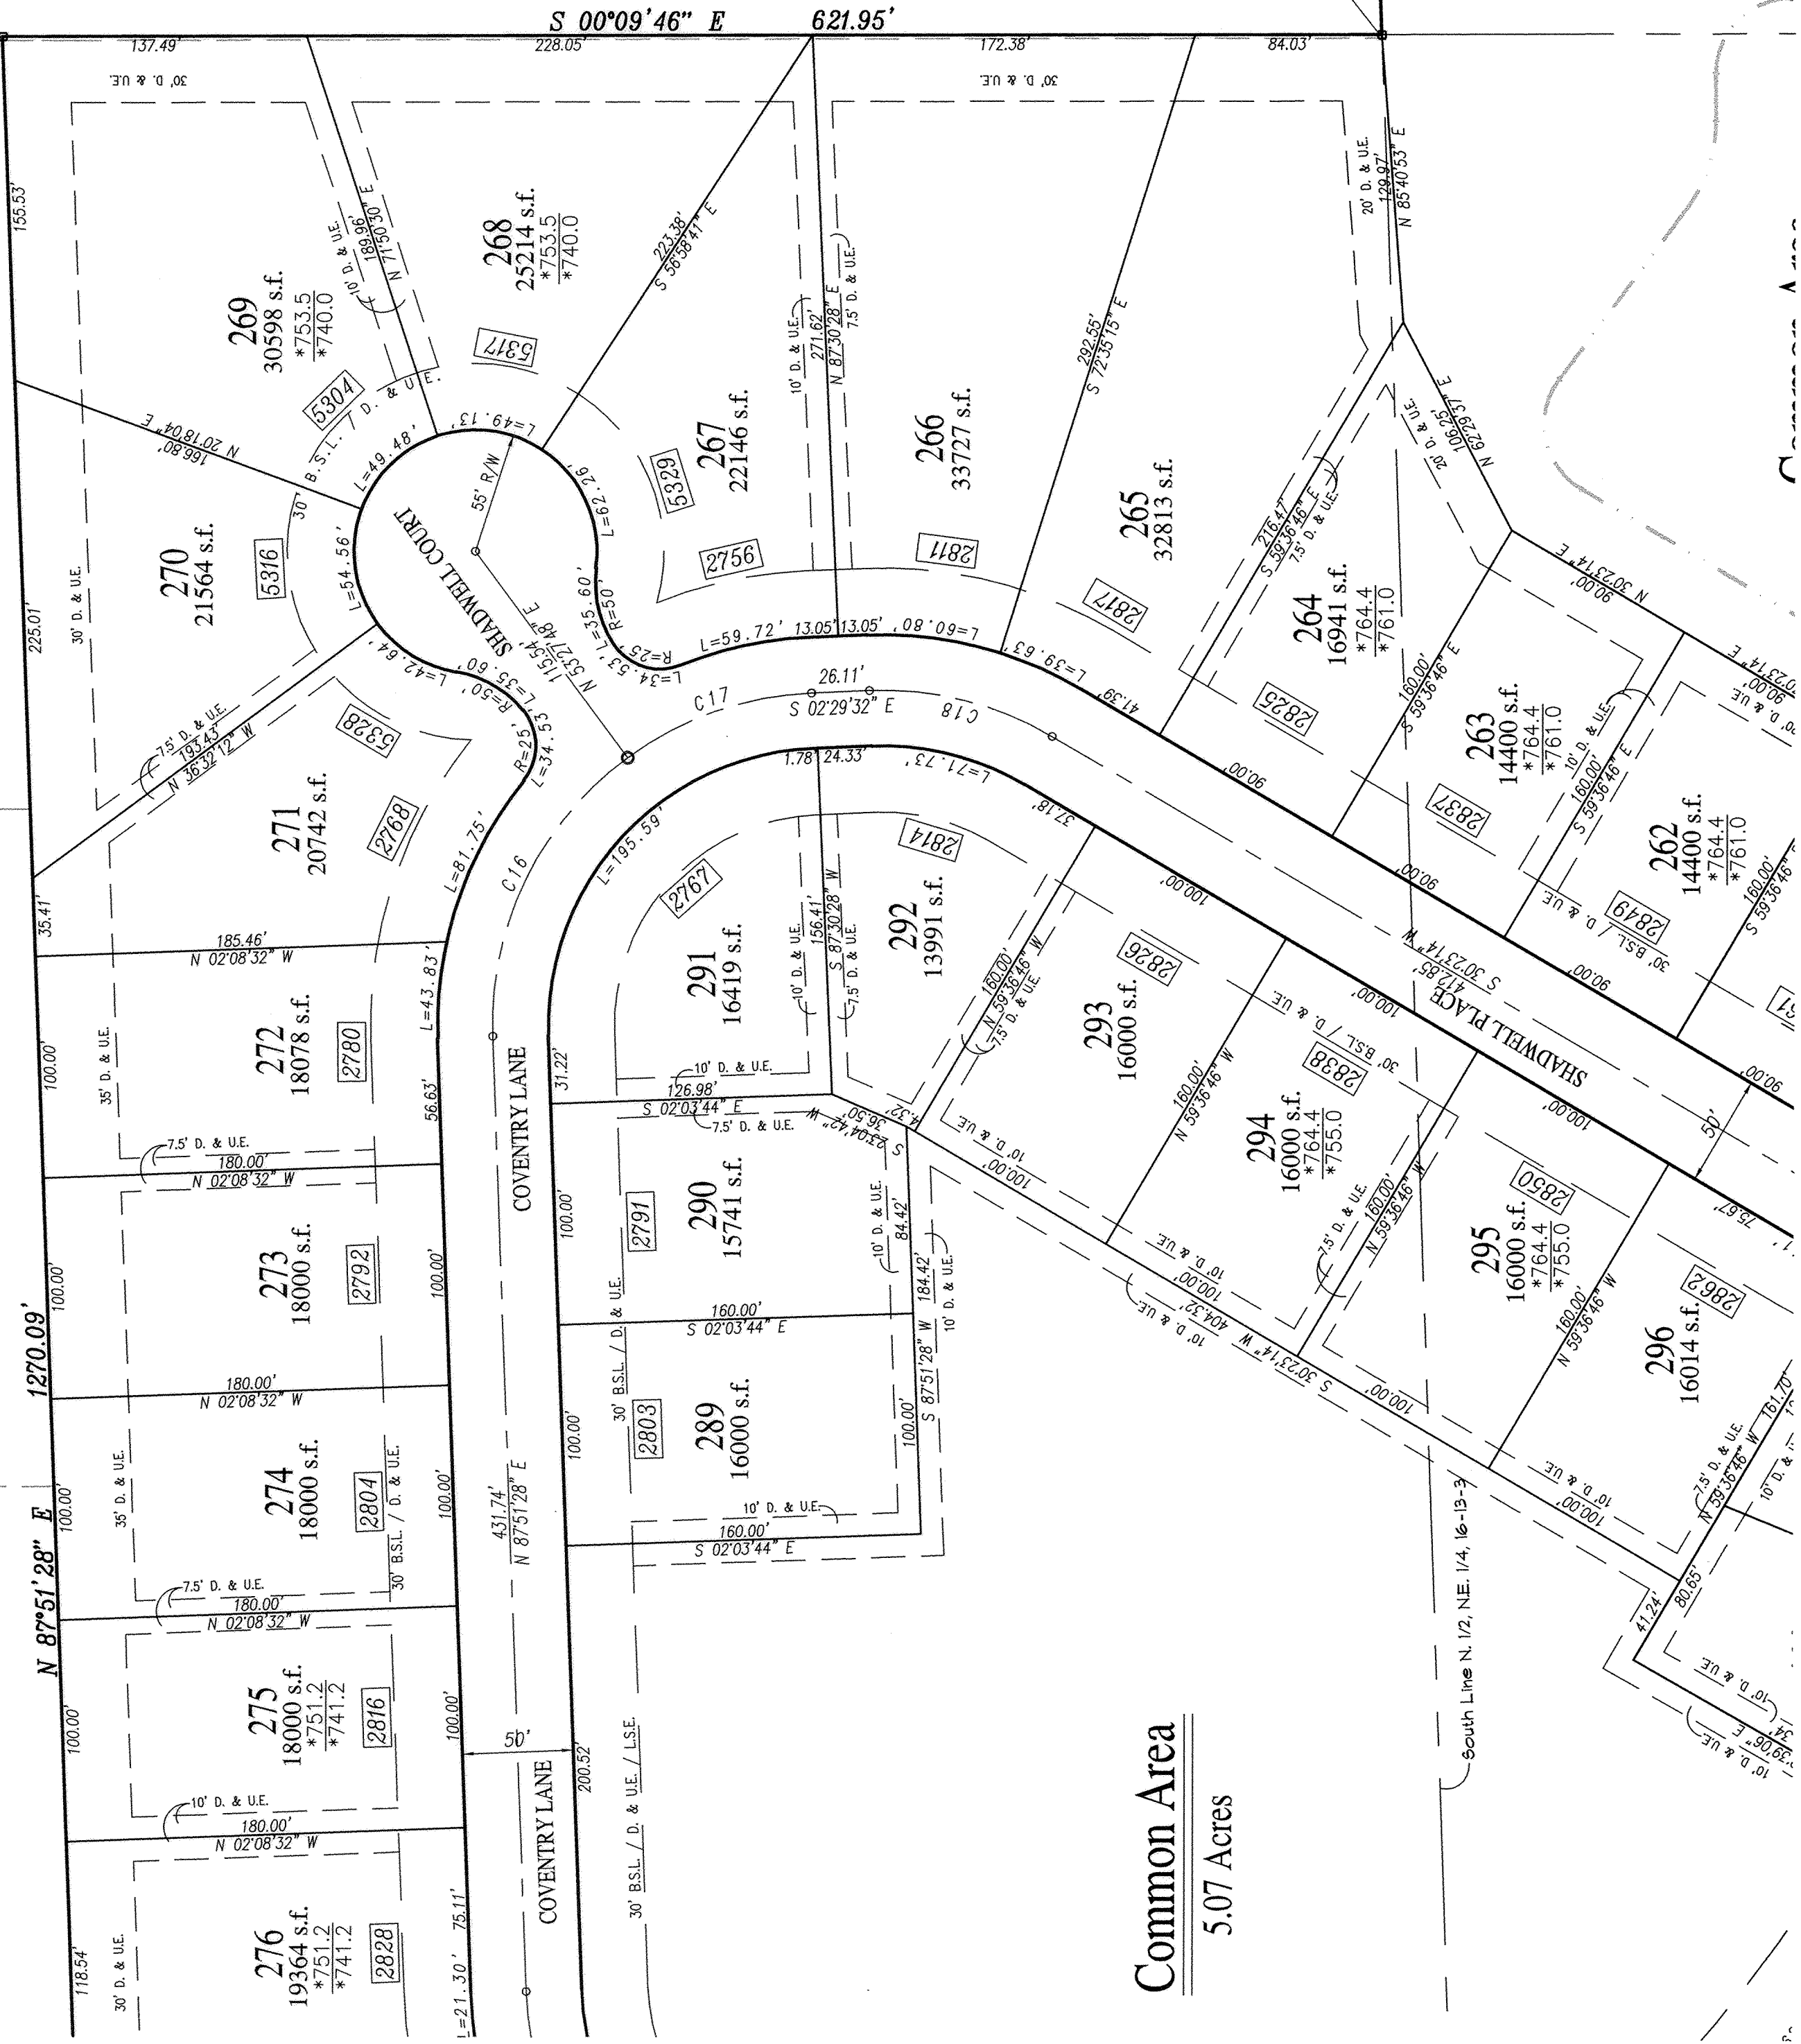 S 00°09'46" E 621.95'
137.49'
228.05'
172.38'
84.03'
30' D. & U.E.
30' D. & U.E.
155.53'
20' D. & U.E.
129.97'
N 85°40'53" E
269
30598 s.f.
*753.5
*740.0
10' D. & U.E.
189.96'
N 71°50'30" E
268
25214 s.f.
*753.5
*740.0
223.38'
S 56°58'41" E
10' D. & U.E.
271.62'
N 87°30'28" E
7.5' D. & U.E.
292.55'
S 72°35'15" E
5304
5317
30' B.S.L. / D. & U.E.
N 20°18'04" E
166.80'
L=49.48'
L=49.13'
55' R/W
L=62.26'
5329
267
22146 s.f.
266
33727 s.f.
265
32813 s.f.
216.47'
S 59°36'46" E
7.5' D. & U.E.
20' D. & U.E.
106.25'
N 62°29'37" E
270
21564 s.f.
5316
30' D. & U.E.
225.01'
L=54.56'
SHADWELL COURT
115.54'
N 53°27'48" E
L=42.64'
L=35.60'
R=50'
R=25'
L=34.53'
L=35.60'
R=50'
L=34.53'
R=25'
2756
2811
2817
264
16941 s.f.
*764.4
*761.0
160.00'
S 59°36'46" E
N 30°23'14" E
90.00'
L=59.72'
13.05'
13.05'
L=60.80'
L=39.63'
41.39'
26.11'
S 02°29'32" E
C17
C18
7.5' D. & U.E.
193.43'
N 36°32'12" W
5328
271
20742 s.f.
2768
L=81.75'
C16
L=195.59'
1.78'
24.33'
L=71.73'
37.18'
2825
90.00'
2837
263
14400 s.f.
*764.4
*761.0
10' D. & U.E.
160.00'
S 59°36'46" E
90.00'
262
14400 s.f.
*764.4
*761.0
160.00'
S 59°36'46"
2849
30' B.S.L. / D. & U.E.
90.00'
90.00'
90.00'
35.41'
185.46'
N 02°08'32" W
L=43.83'
2767
291
16419 s.f.
10' D. & U.E.
156.41'
S 87°30'28" W
7.5' D. & U.E.
2814
292
13991 s.f.
160.00'
N 59°36'46" W
7.5' D. & U.E.
100.00'
2826
293
16000 s.f.
100.00'
S 30°23'14" W
412.85'
SHADWELL PLACE
50'
35' D. & U.E.
100.00'
272
18078 s.f.
2780
56.63'
COVENTRY LANE
31.22'
10' D. & U.E.
126.98'
S 02°03'44" E
7.5' D. & U.E.
36.50'
S 23°04'42" W
4.32'
10' D. & U.E.
160.00'
N 59°36'46" W
2838
30' B.S.L. / D. & U.E.
100.00'
7.5' D. & U.E.
180.00'
N 02°08'32" W
100.00'
273
18000 s.f.
2792
100.00'
100.00'
2791
290
15741 s.f.
10' D. & U.E.
84.42'
184.42'
10' D. & U.E.
S 87°51'28" W
100.00'
294
16000 s.f.
*764.4
*755.0
7.5' D. & U.E.
160.00'
N 59°36'46" W
2850
75.67'
10' D. & U.E.
100.00'
10' D. & U.E.
404.32'
S 30°23'14" W
295
16000 s.f.
*764.4
*755.0
160.00'
N 59°36'46" W
2862
296
16014 s.f.
160.00'
S 02°03'44" E
30' B.S.L. / D. & U.E.
180.00'
N 02°08'32" W
N 87°51'28" E 1270.09'
35' D. & U.E.
100.00'
274
18000 s.f.
2804
30' B.S.L. / D. & U.E.
100.00'
431.74'
N 87°51'28" E
100.00'
2803
289
16000 s.f.
100.00'
10' D. & U.E.
160.00'
S 02°03'44" E
100.00'
10' D. & U.E.
100.00'
7.5' D. & U.E.
161.70'
N 59°36'46" W
10' D. & U.E.
80.65'
41.24'
South Line N. 1/2, N.E. 1/4, 16-13-3
7.5' D. & U.E.
180.00'
N 02°08'32" W
100.00'
275
18000 s.f.
*751.2
*741.2
2816
100.00'
50'
200.52'
10' D. & U.E.
10' D. & U.E.
10' D. & U.E.
180.00'
N 02°08'32" W
COVENTRY LANE
30' B.S.L. / D. & U.E. / L.S.E.
Common Area
5.07 Acres
118.54'
30' D. & U.E.
276
19364 s.f.
*751.2
*741.2
2828
75.11'
L=21.30'